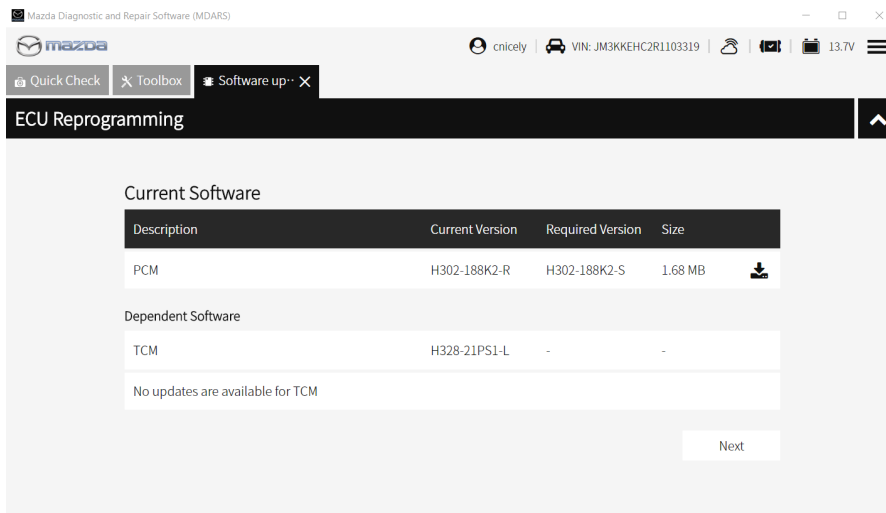 Mazda Diagnostic and Repair Software (MDARS)
mazda
cnicely
VIN: JM3KKEHC2R1103319
13.7V
Quick Check
Toolbox
Software up··
ECU Reprogramming
Current Software
Description Current Version Required Version Size
PCM H302-188K2-R H302-188K2-S 1.68 MB
Dependent Software
TCM H328-21PS1-L - -
No updates are available for TCM
Next